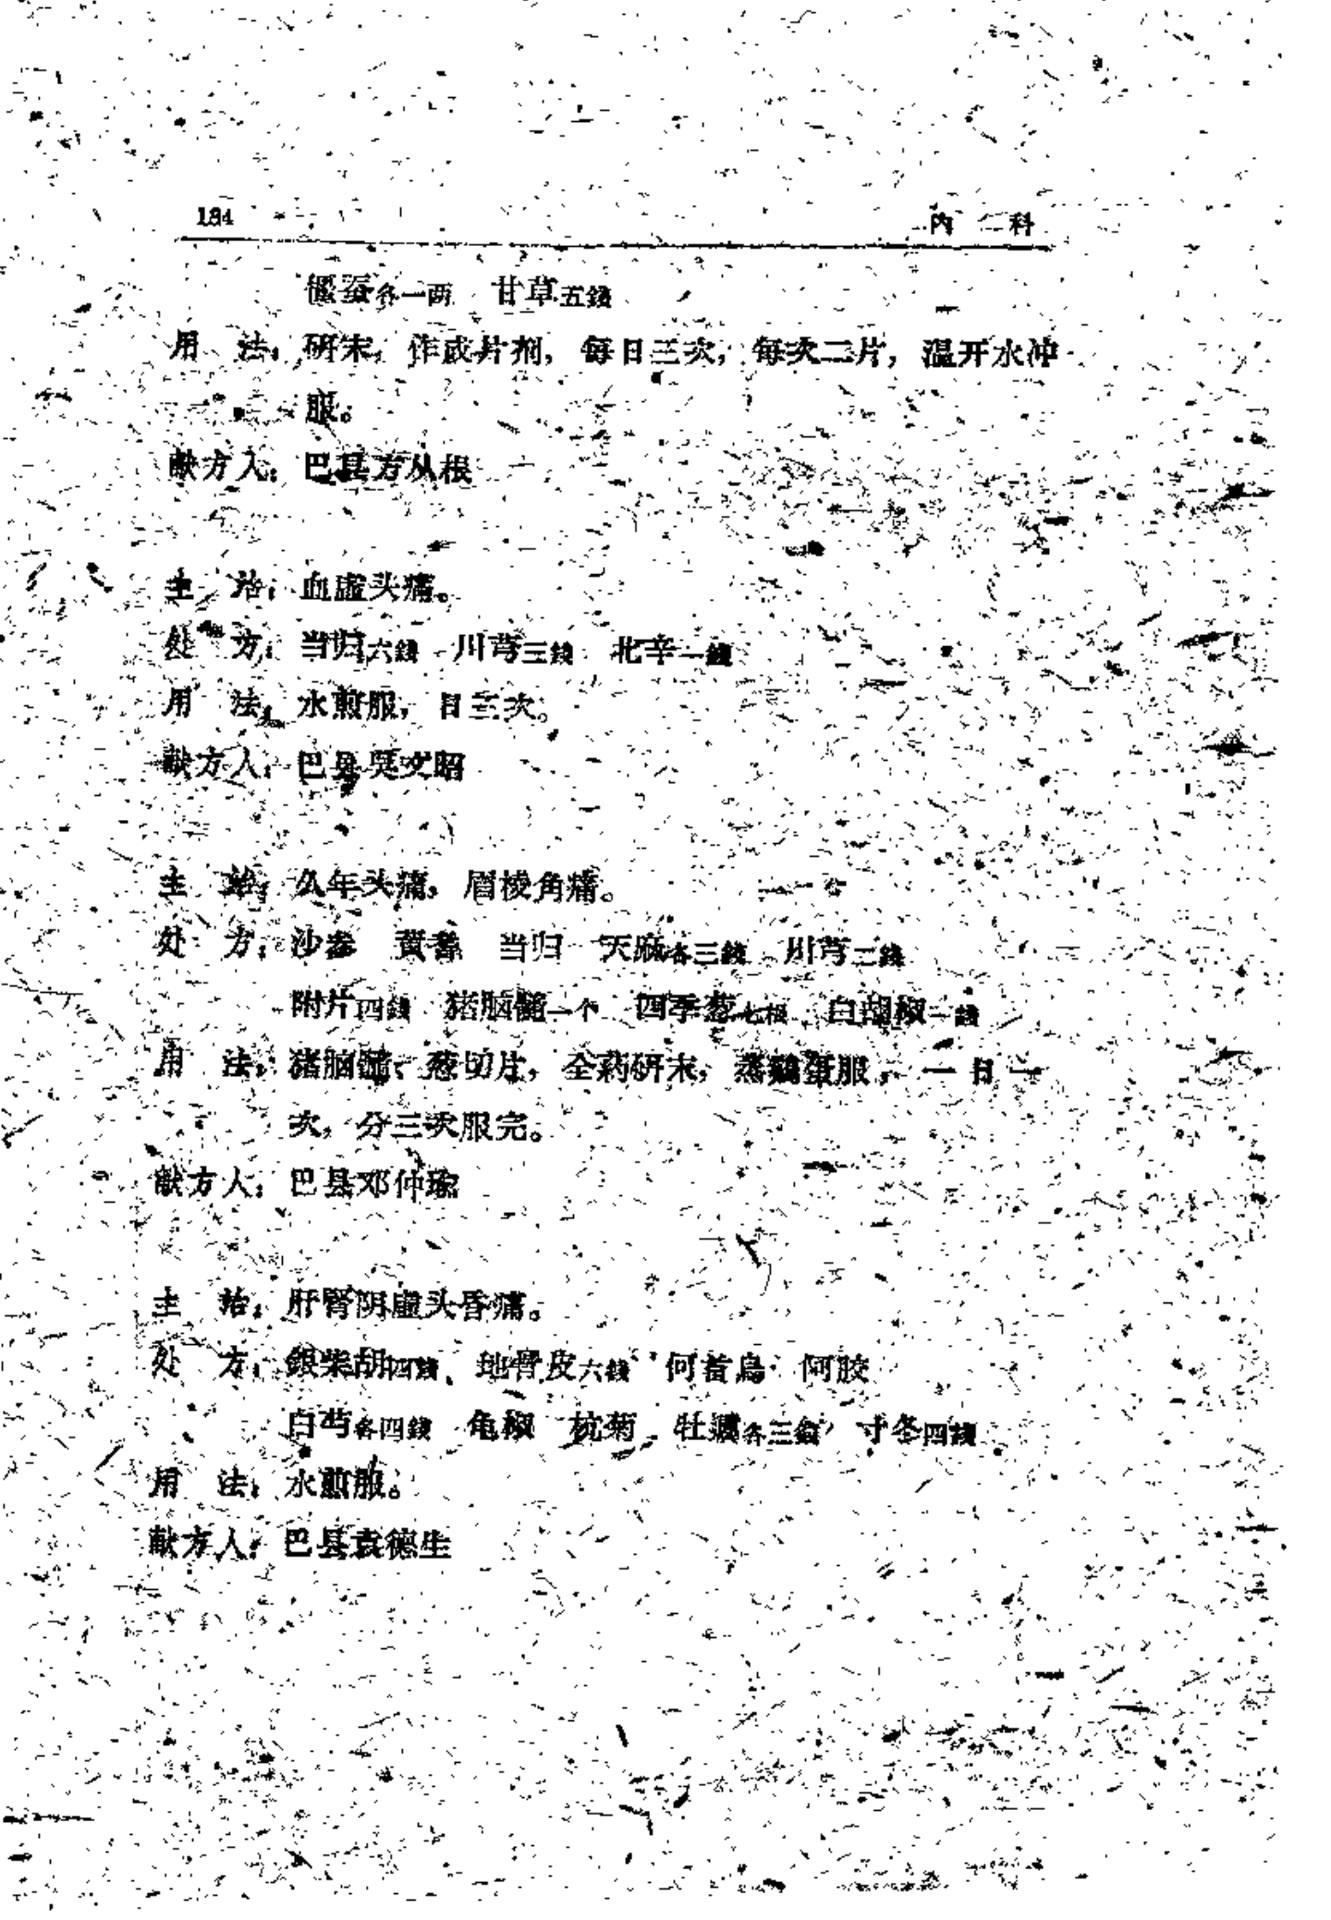 184
内 科
僵蚕各一两 甘草五錢
用 法：研末，作成片剂，每日三次，每次二片，温开水冲
服。
献方人：巴县方从根
主 治：血虚头痛。
处 方：当归六錢 川芎三錢 北辛一錢
用 法：水煎服，日三次。
献方人：巴县吳文昭
主 治：久年头痛，眉棱角痛。
处 方：沙参 黄蓍 当归 天麻各三錢 川芎二錢
附片四錢 猪脑髓一个 四季葱七根 白胡椒一錢
用 法：猪脑髓、葱切片，全药研末，蒸鷄蛋服，一日一
次，分三次服完。
献方人：巴县邓仲瑜
主 治：肝腎阴虚头昏痛。
处 方：銀柴胡四錢 地骨皮六錢 何首烏 阿胶
白芍各四錢 龟板 杭菊 牡蠣各三錢 寸冬四錢
用 法：水煎服。
献方人：巴县袁德生